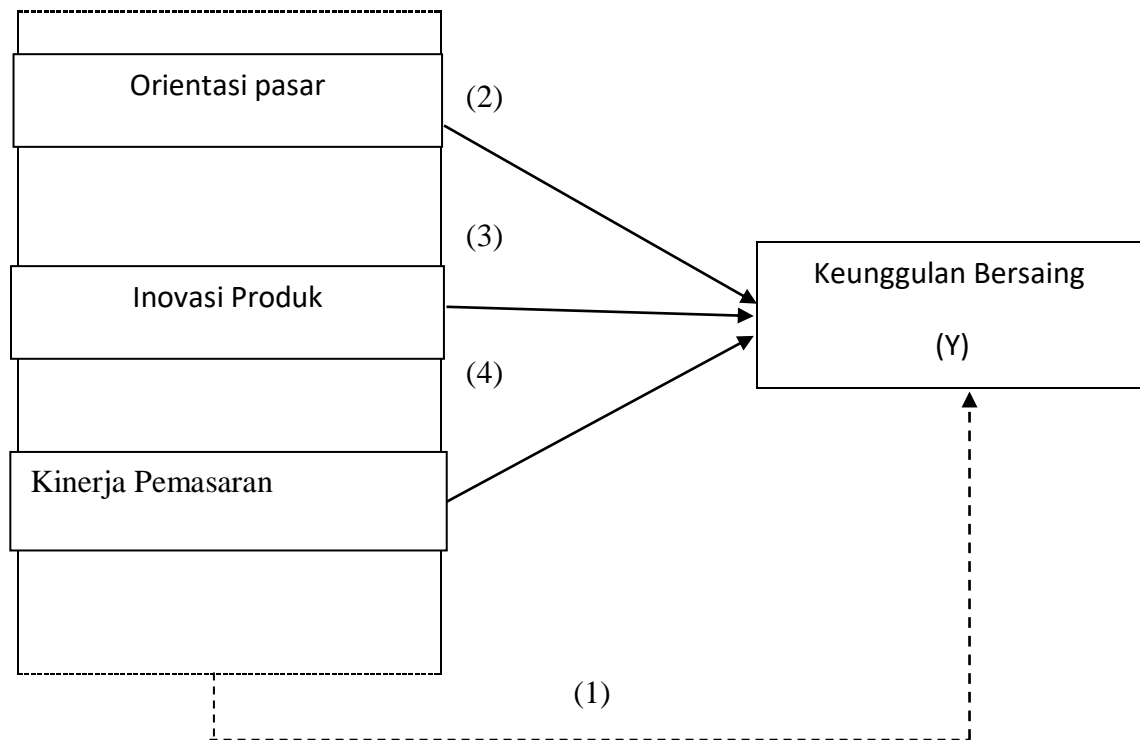 Orientasi pasar
(2)
(3)
Inovasi Produk
Keunggulan Bersaing
(Y)
(4)
Kinerja Pemasaran
(1)